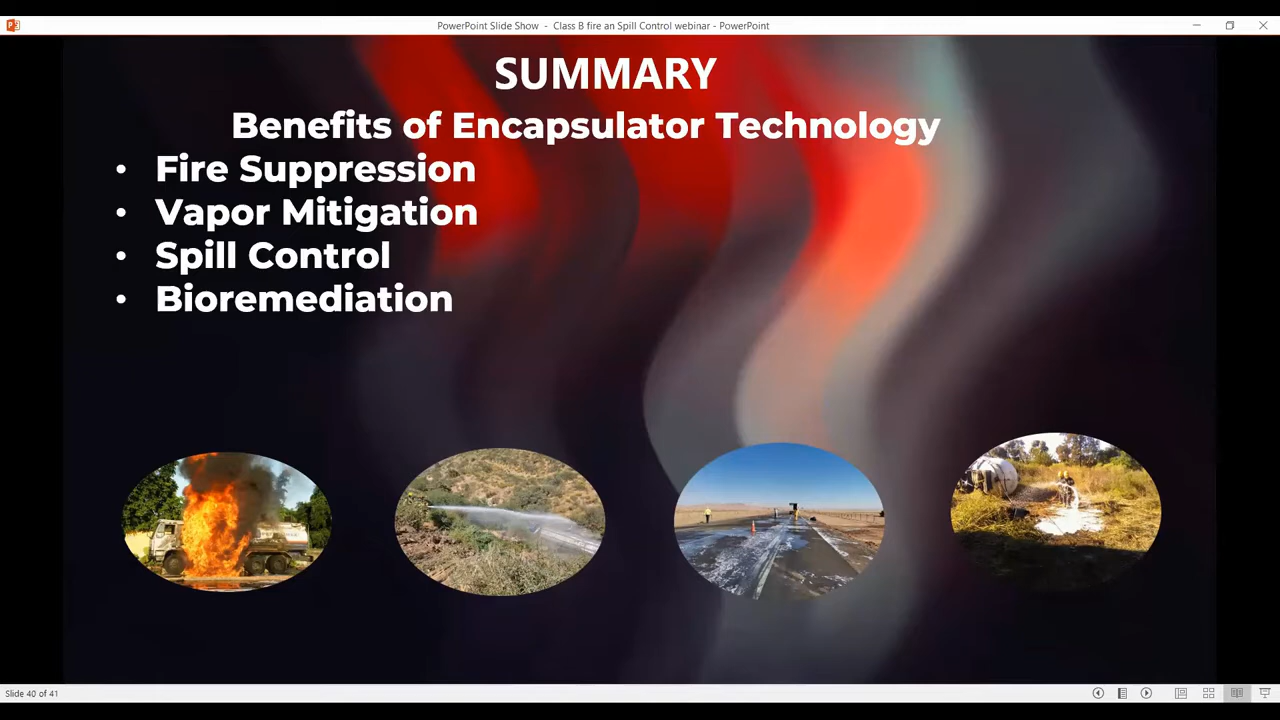 PowerPoint Slide Show - Class B fire an Spill Control webinar - PowerPoint
SUMMARY
Benefits of Encapsulator Technology
• Fire Suppression
• Vapor Mitigation
• Spill Control
• Bioremediation
Slide 40 of 41